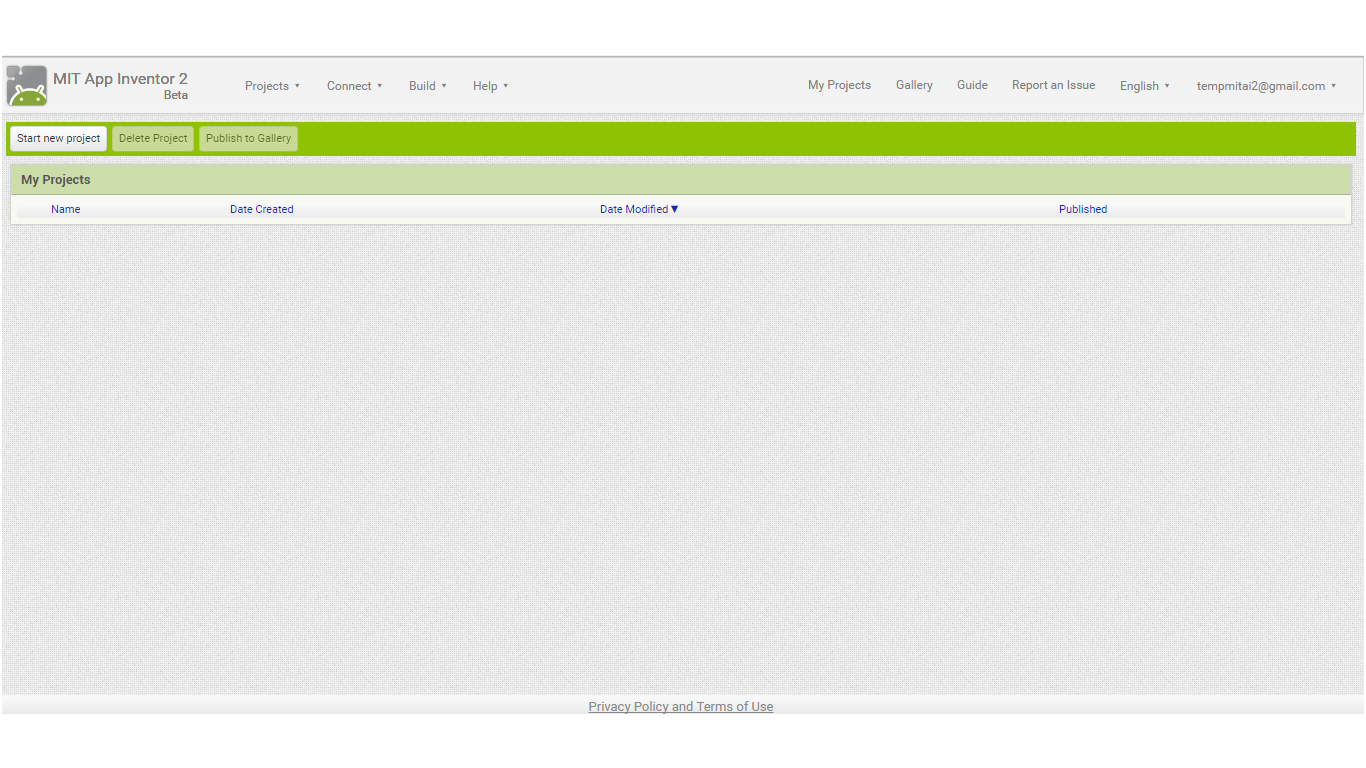 MIT App Inventor 2
Beta
Projects Connect Build Help
My Projects Gallery Guide Report an Issue English tempmitai2@gmail.com
Start new project Delete Project Publish to Gallery
My Projects
Name Date Created Date Modified ▼ Published
Privacy Policy and Terms of Use